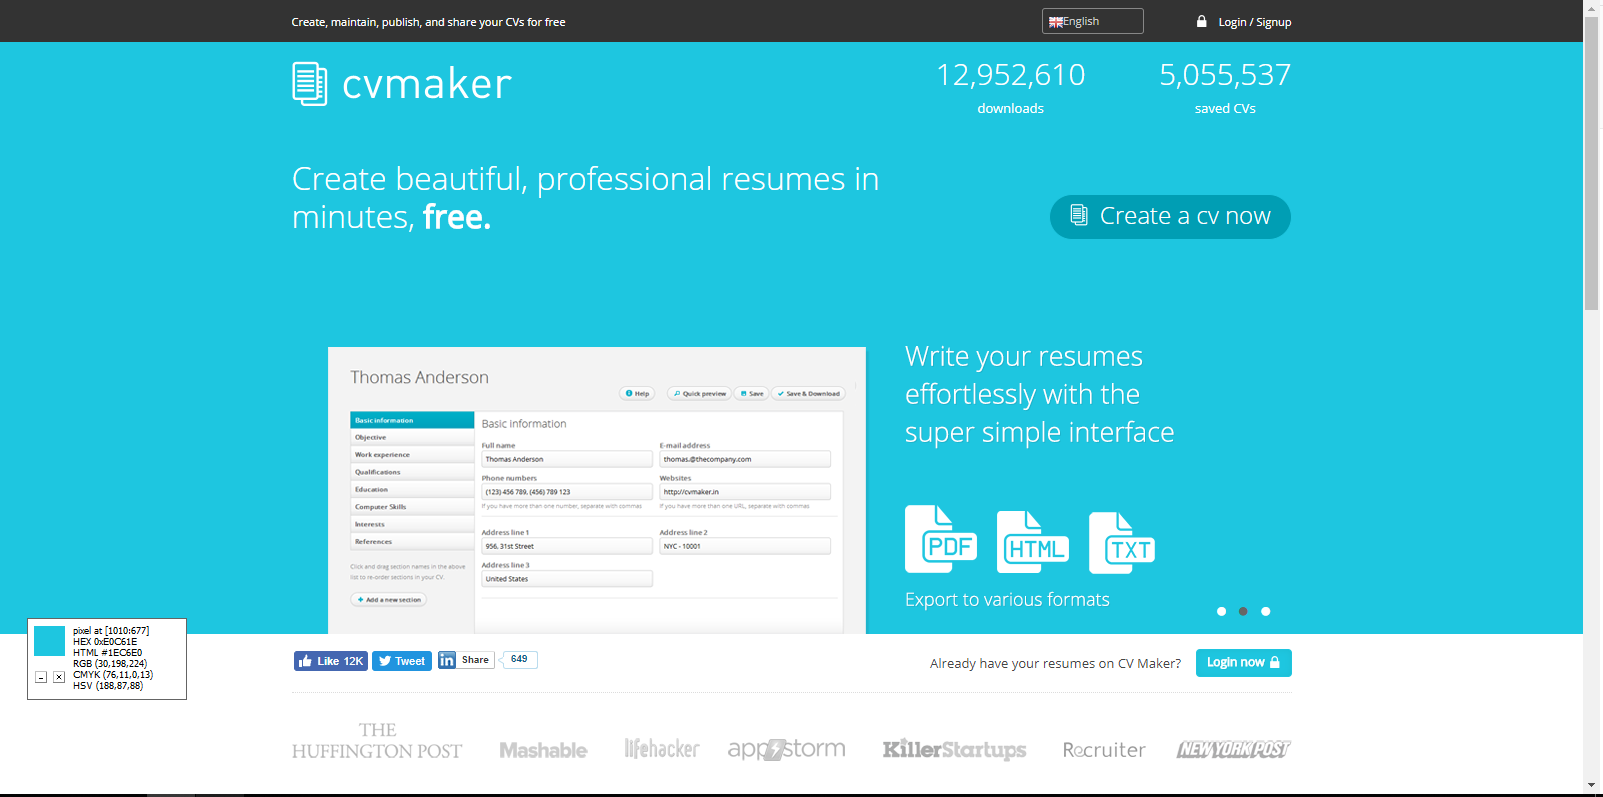 Create, maintain, publish, and share your CVs for free
English
Login / Signup
cvmaker
12,952,610
downloads
5,055,537
saved CVs
Create beautiful, professional resumes in
minutes, free.
Create a cv now
Thomas Anderson
Help
Quick preview
Save
Save & Download
Basic information
Objective
Work experience
Qualifications
Education
Computer Skills
Interests
References
Click and drag section names in the above
list to re-order sections in your CV.
Add a new section
Basic information
Full name
E-mail address
Thomas Anderson
thomas.@thecompany.com
Phone numbers
Websites
(123) 456 789, (456) 789 123
http://cvmaker.in
If you have more than one number, separate with commas
If you have more than one URL, separate with commas
Address line 1
Address line 2
956, 31st Street
NYC - 10001
Address line 3
United States
Write your resumes
effortlessly with the
super simple interface
PDF
HTML
TXT
Export to various formats
pixel at [1010:677]
HEX 0xE0C61E
HTML #1EC6E0
RGB (30,198,224)
CMYK (76,11,0,13)
HSV (188,87,88)
Like 12K
Tweet
in Share
649
Already have your resumes on CV Maker?
Login now
THE
HUFFINGTON POST
Mashable
lifehacker
appstorm
KillerStartups
Recruiter
NEW YORK POST